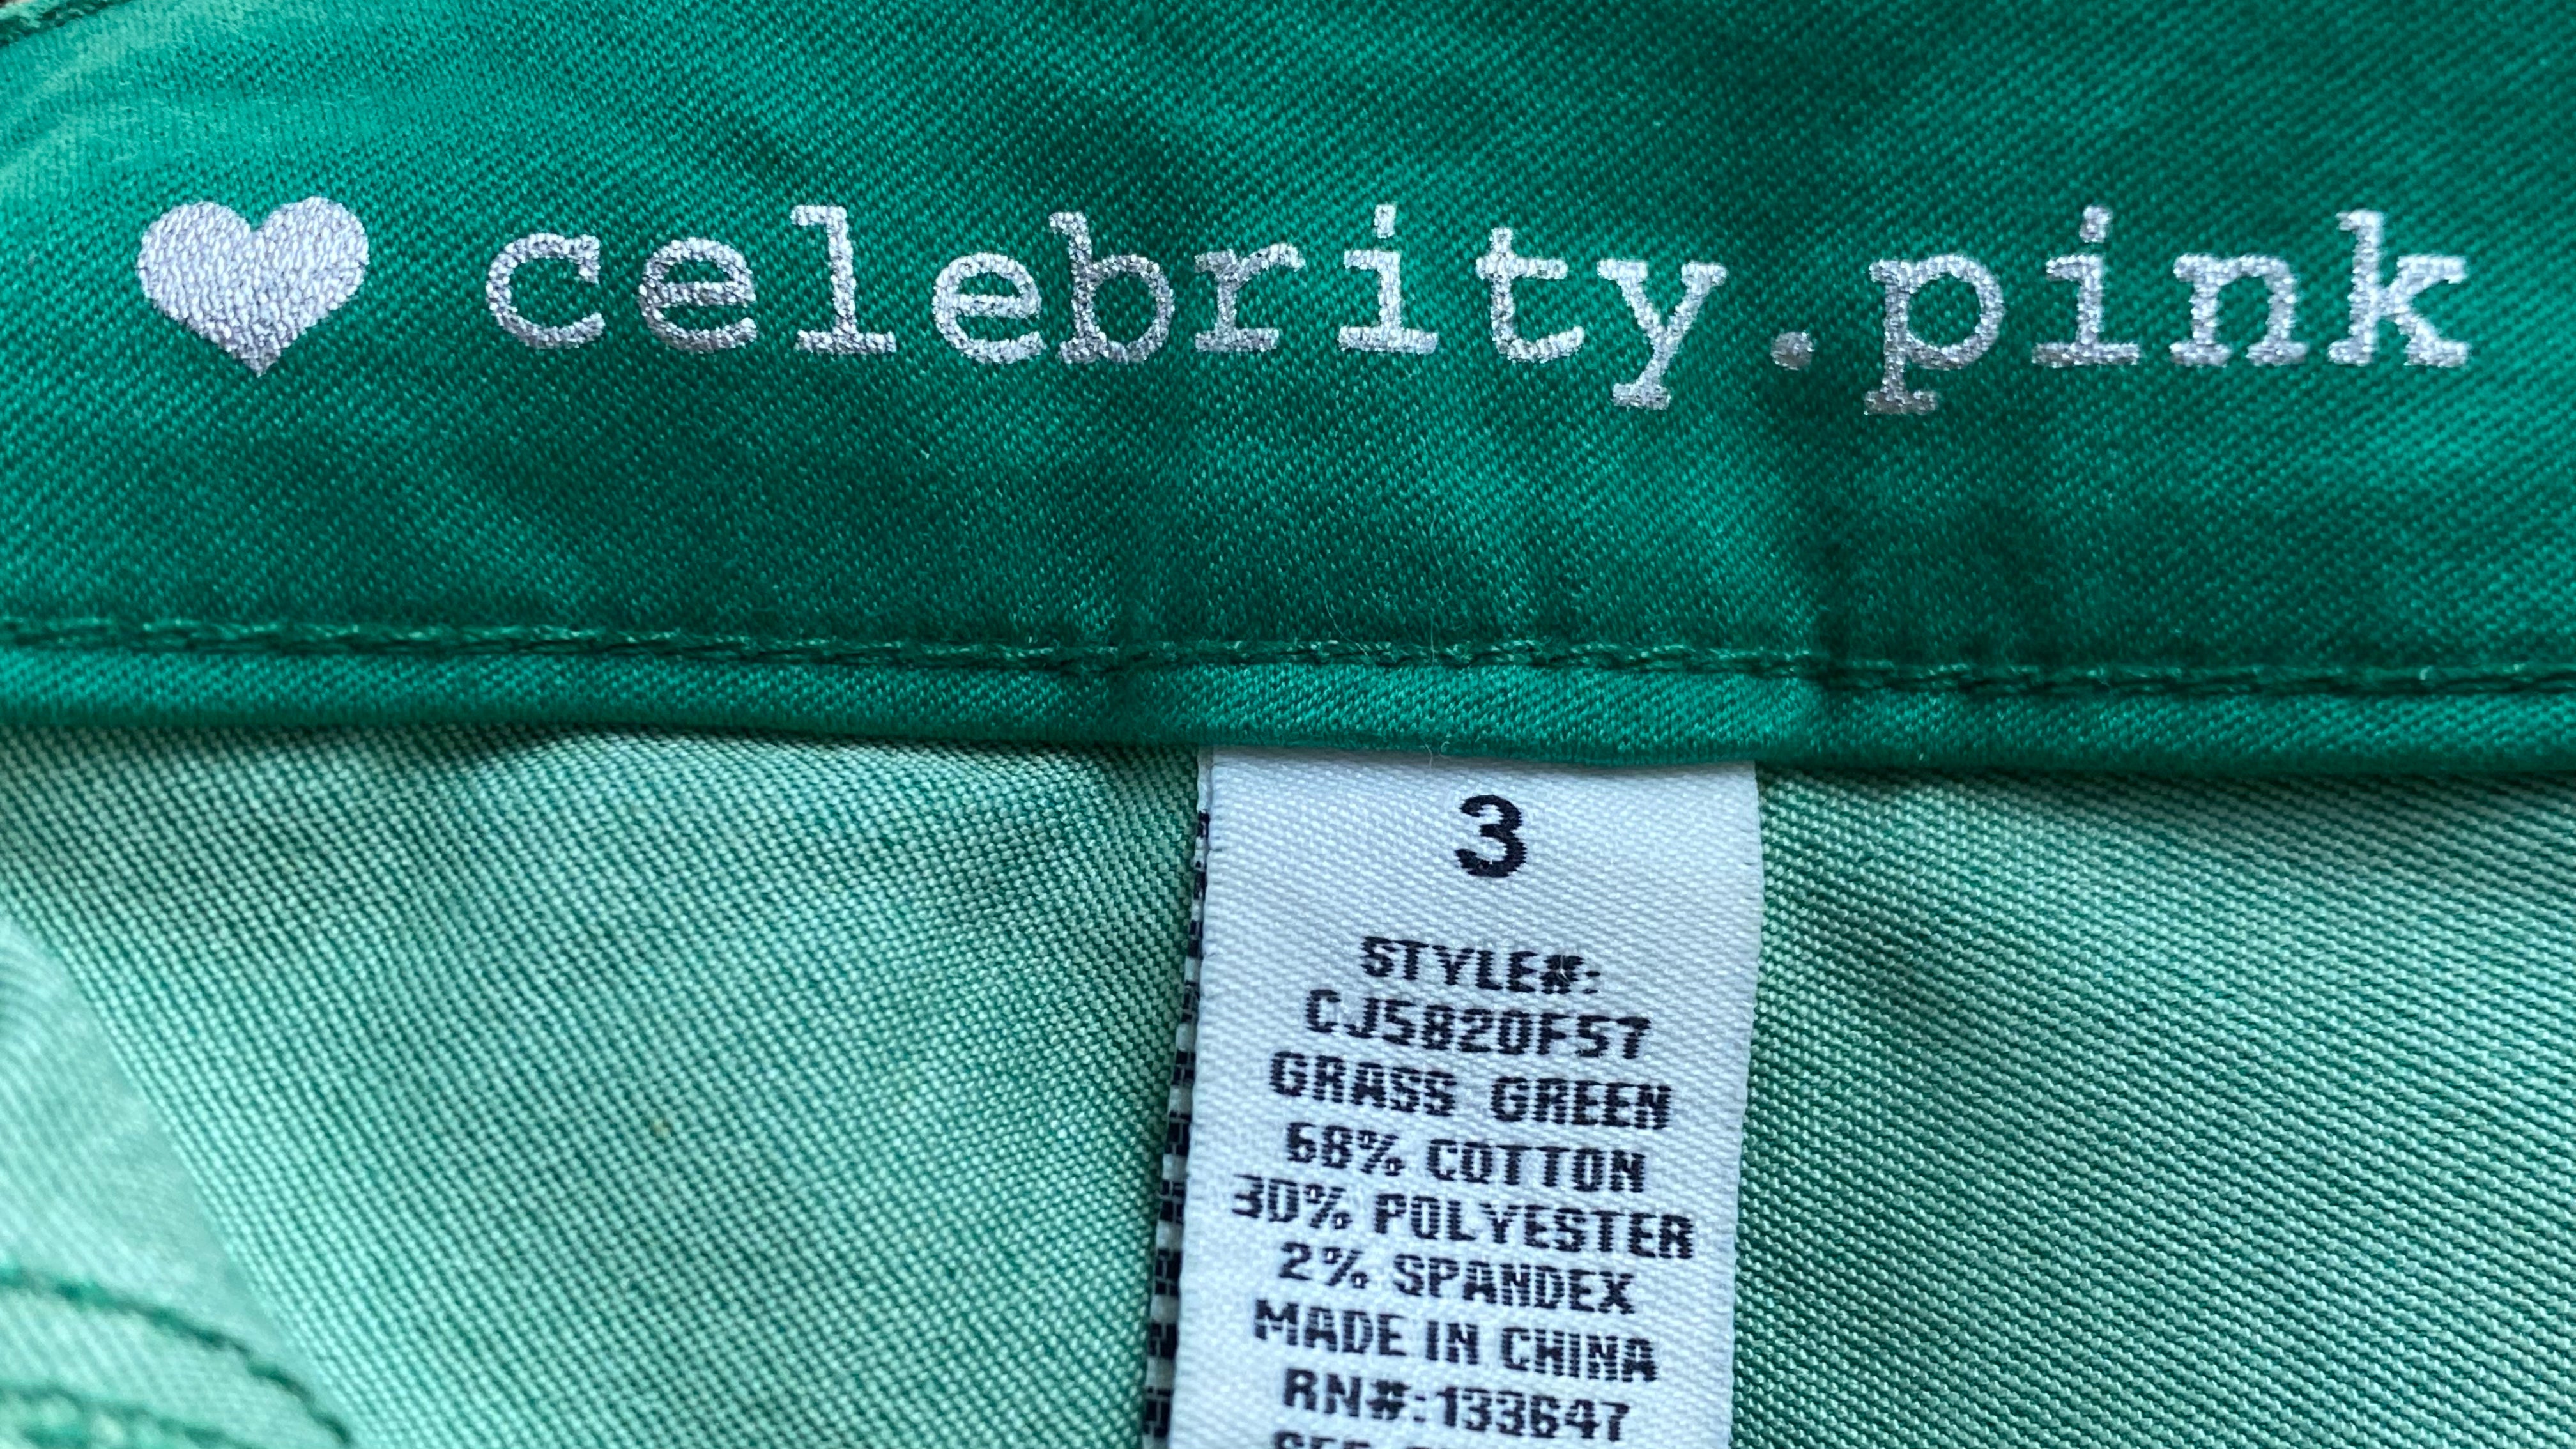 celebrity.pink
3
STYLE#:
CJ5820F57
GRASS GREEN
68% COTTON
30% POLYESTER
2% SPANDEX
MADE IN CHINA
RN#:133647